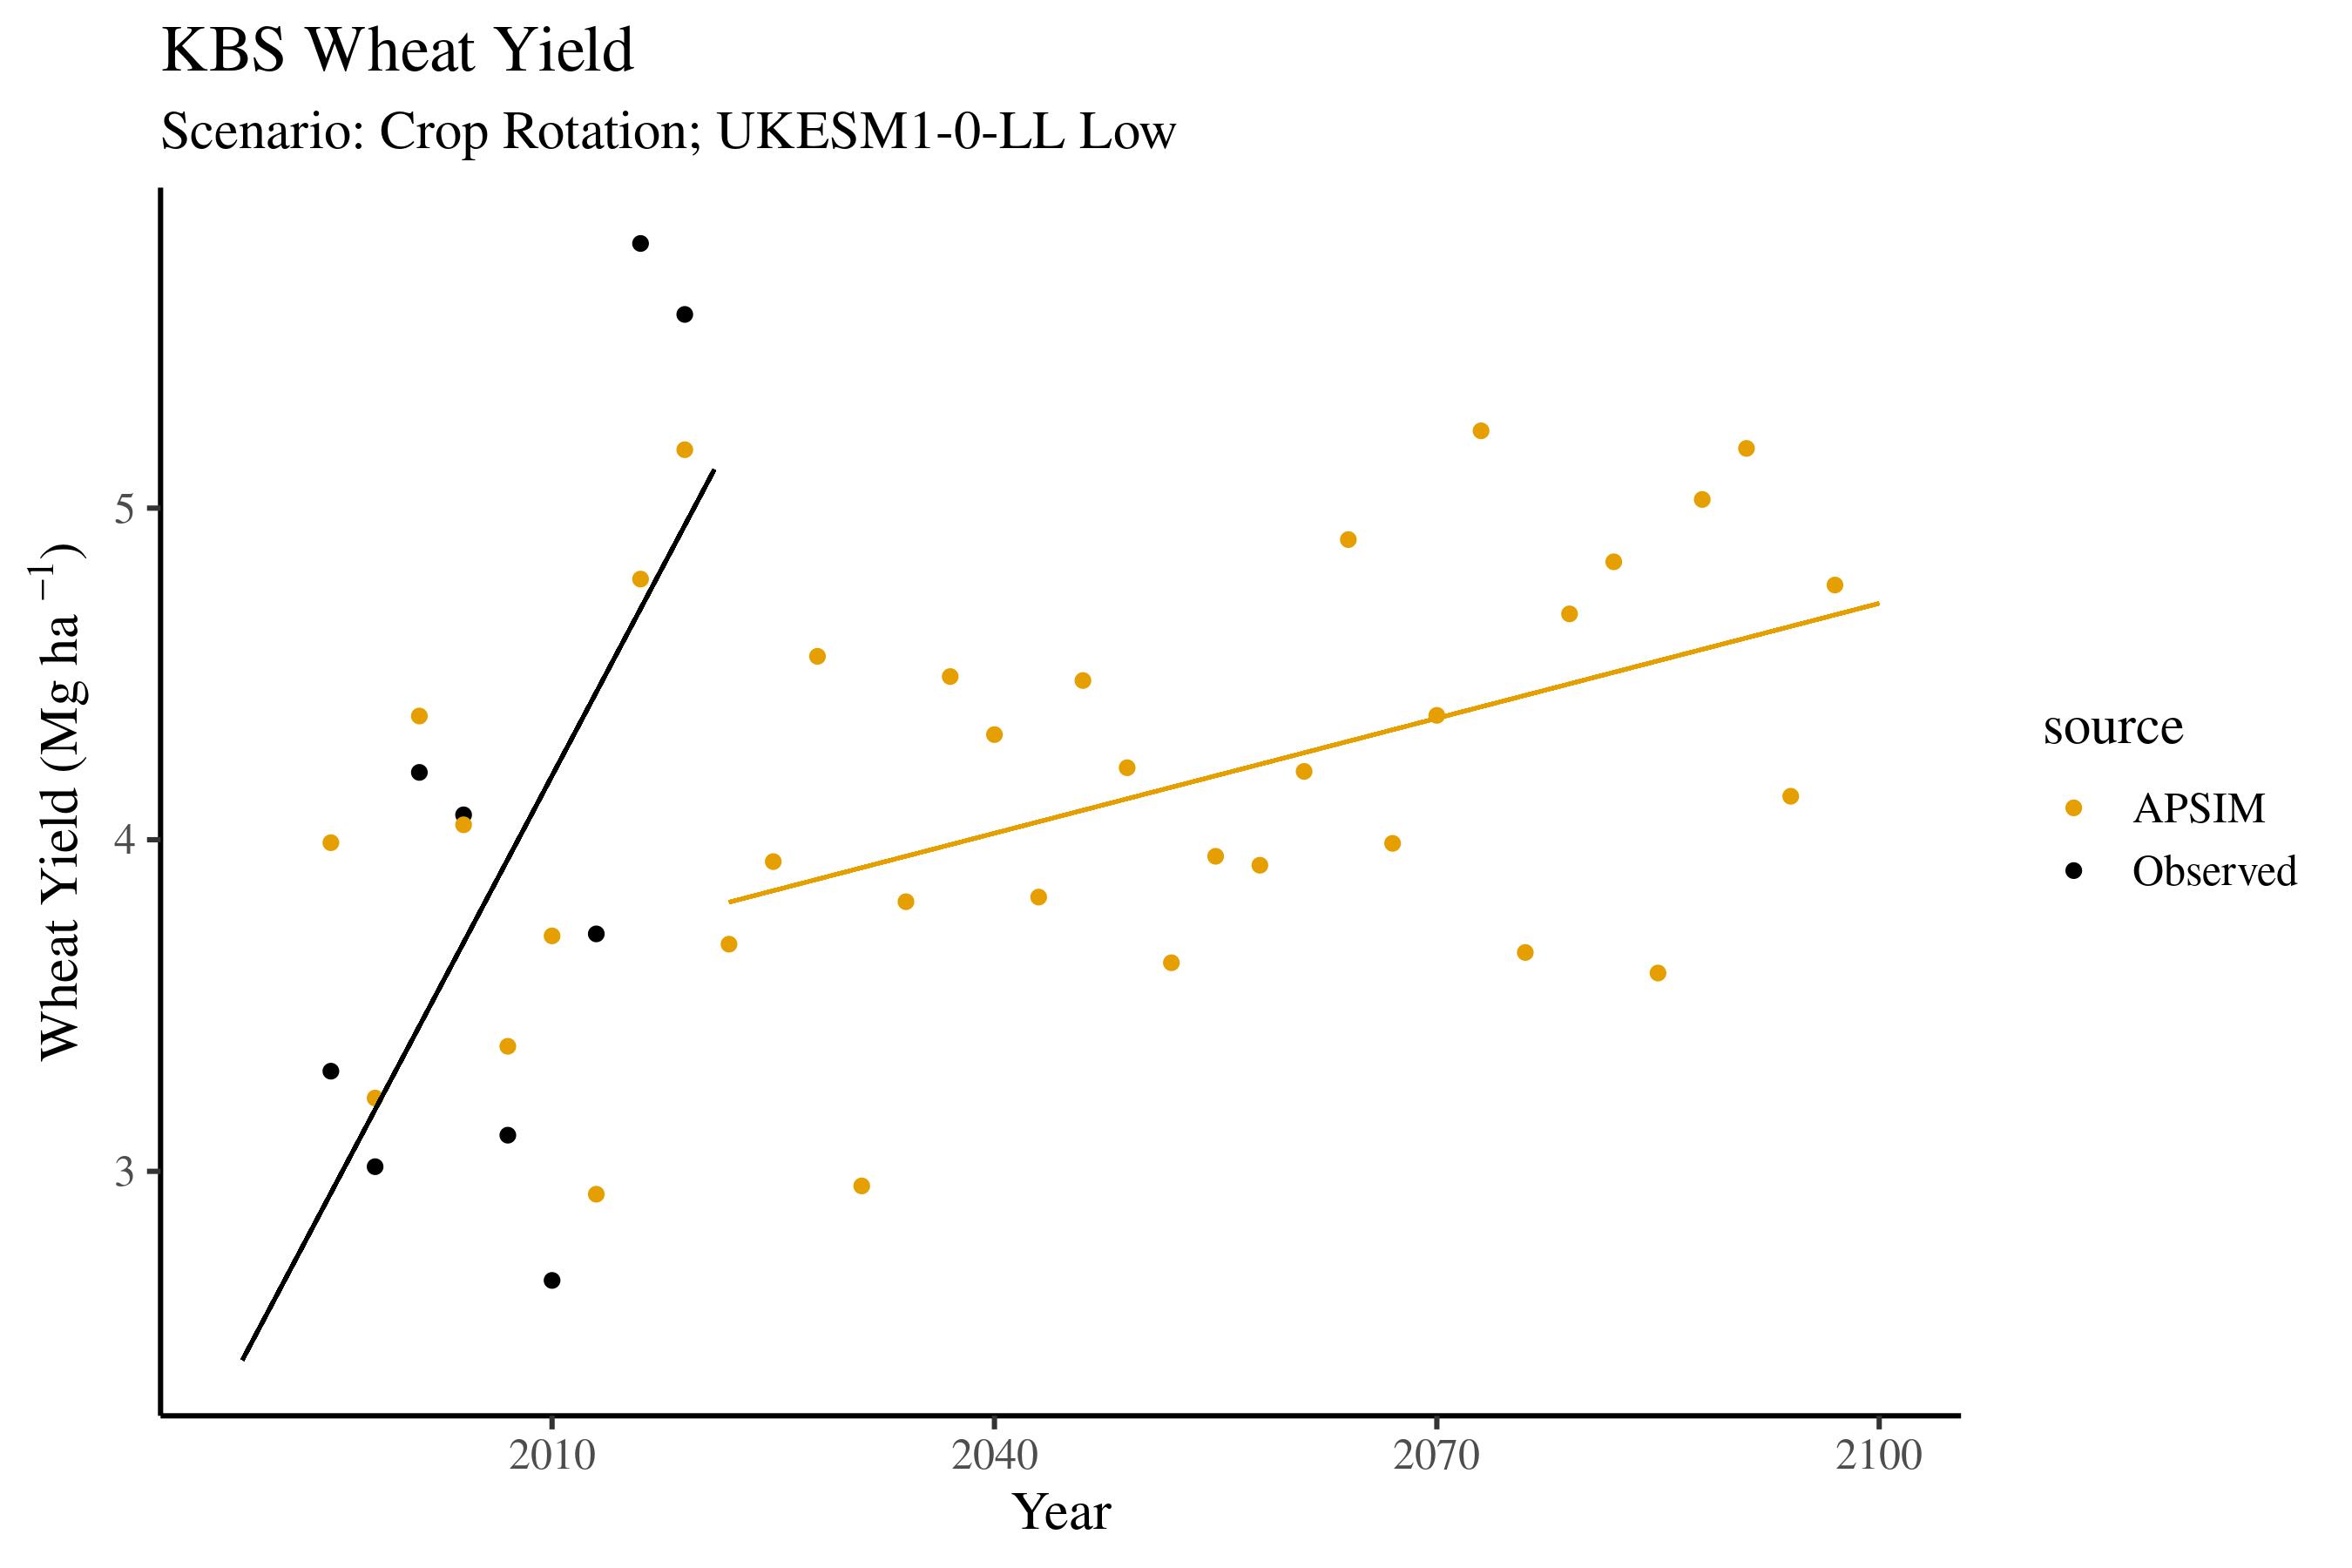 KBS Wheat Yield
Scenario: Crop Rotation; UKESM1-0-LL Low
Wheat Yield (Mg ha⁻¹)
5
4
3
2010 2040 2070 2100
Year
source
APSIM
Observed